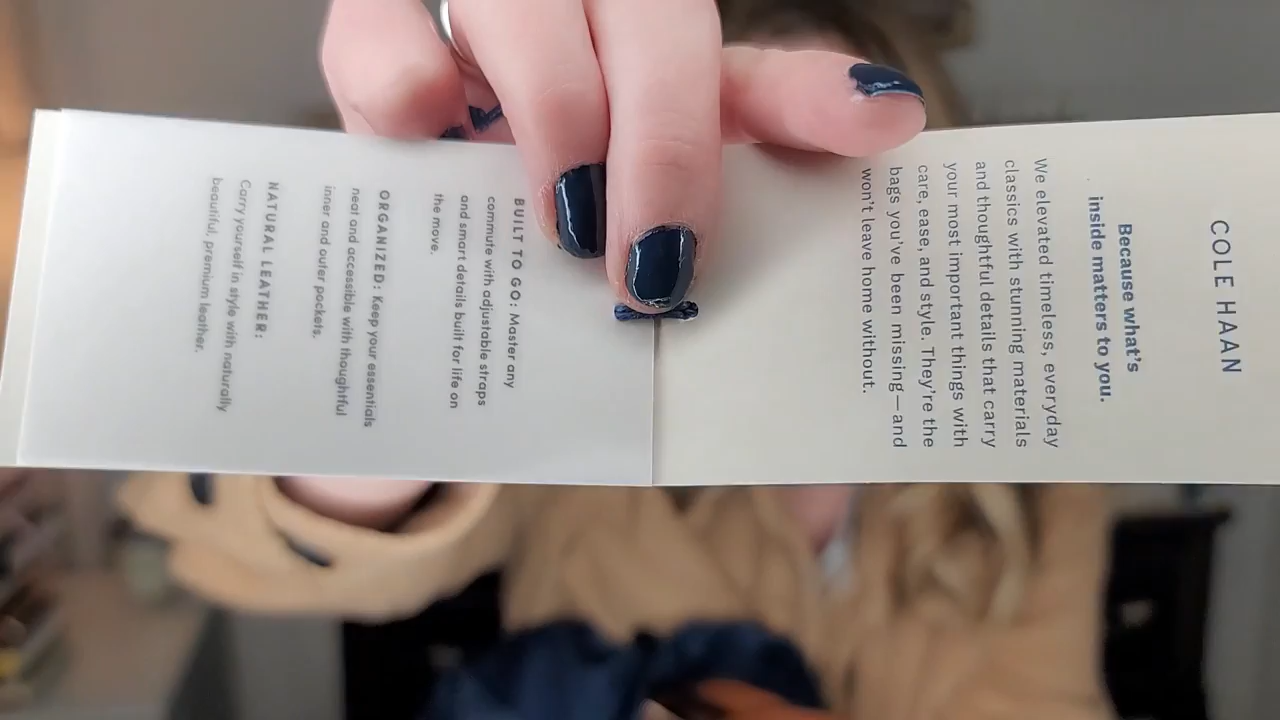 COLE HAAN
Because what's
inside matters to you.
We elevated timeless, everyday
classics with stunning materials
and thoughtful details that carry
your most important things with
care, ease, and style. They're the
bags you've been missing—and
won't leave home without.
BUILT TO GO: Master any
commute with adjustable straps
and smart details built for life on
the move.
ORGANIZED: Keep your essentials
neat and accessible with thoughtful
inner and outer pockets.
NATURAL LEATHER:
Carry yourself in style with naturally
beautiful, premium leather.